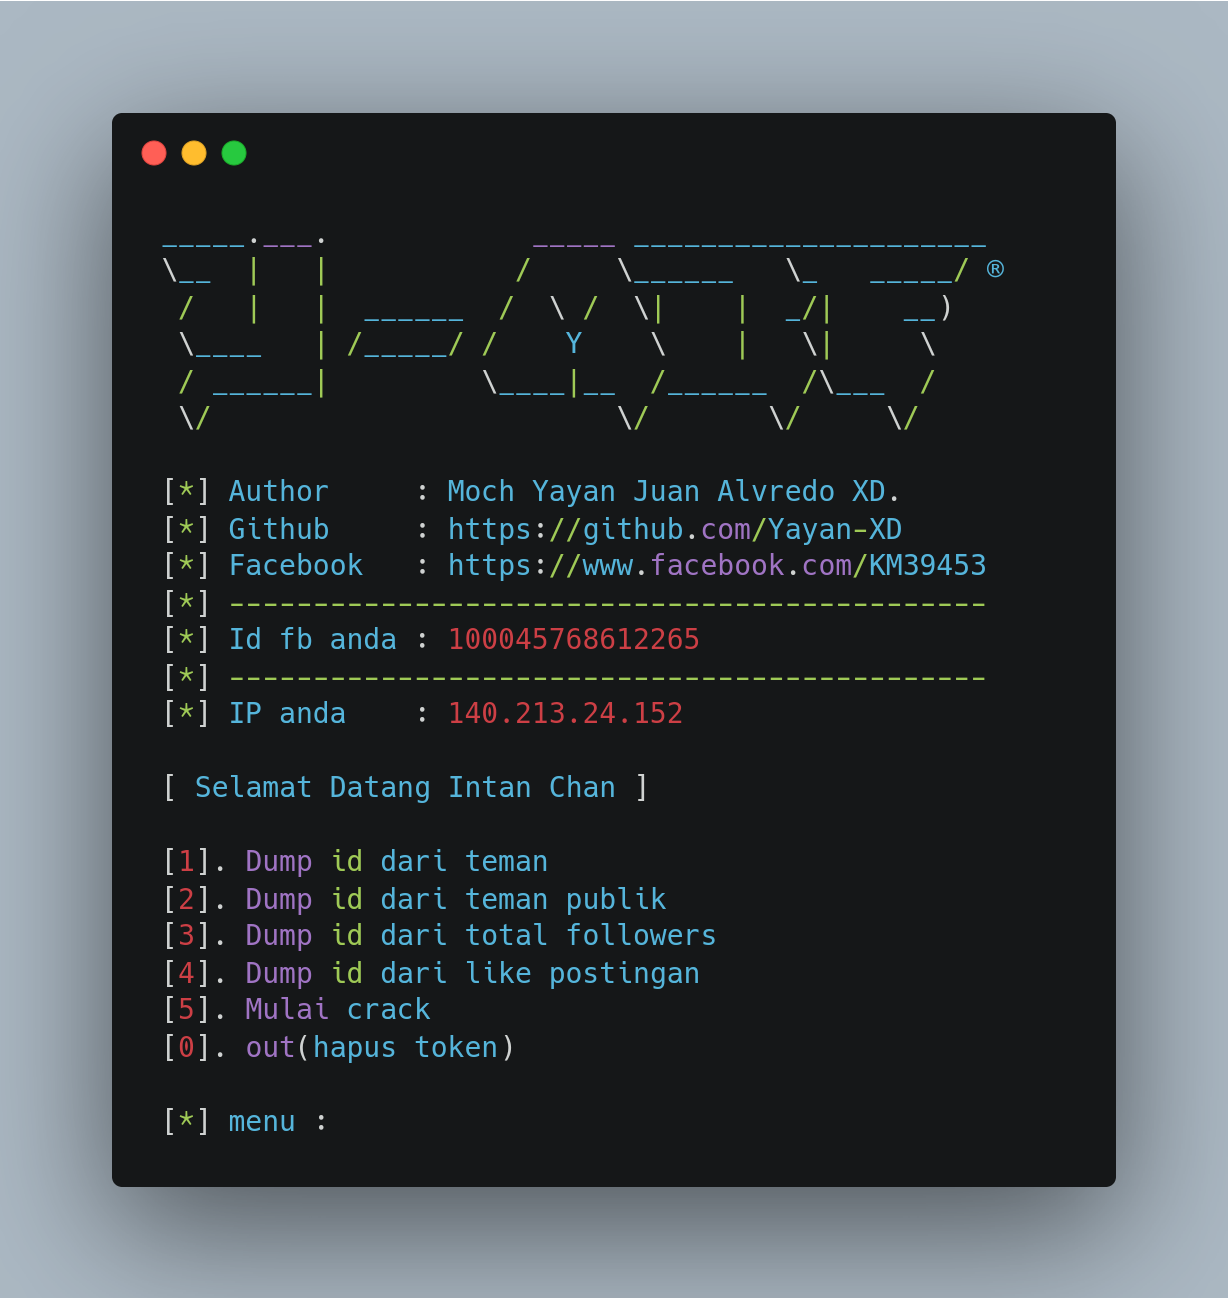 _____.___.             _____ _____________________
\__  |   |           /     \______   \_   _____/ ®
 /   |   |  ______  /  \ /  \|    |  _/|    __)
 \____   | /_____/ /    Y    \    |   \|     \
 / ______|         \____|__  /______  /\___  /
 \/                        \/       \/     \/
[*] Author     : Moch Yayan Juan Alvredo XD.
[*] Github     : https://github.com/Yayan-XD
[*] Facebook   : https://www.facebook.com/KM39453
[*] ---------------------------------------------
[*] Id fb anda : 100045768612265
[*] ---------------------------------------------
[*] IP anda    : 140.213.24.152
[ Selamat Datang Intan Chan ]
[1]. Dump id dari teman
[2]. Dump id dari teman publik
[3]. Dump id dari total followers
[4]. Dump id dari like postingan
[5]. Mulai crack
[0]. out(hapus token)
[*] menu :